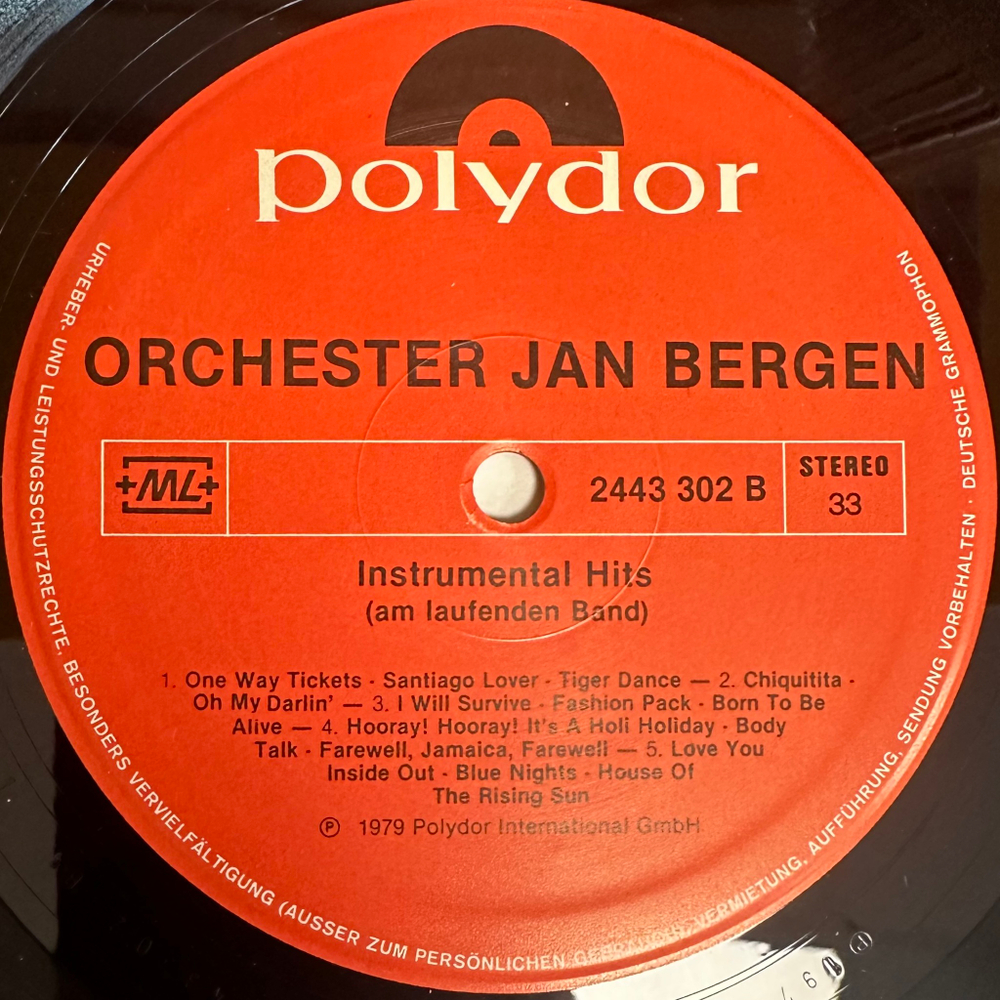 polydor
ORCHESTER JAN BERGEN
+ML+
2443 302 B
STEREO
33
Instrumental Hits
(am laufenden Band)
1. One Way Tickets · Santiago Lover · Tiger Dance — 2. Chiquitita ·
Oh My Darlin' — 3. I Will Survive · Fashion Pack · Born To Be
Alive — 4. Hooray! Hooray! It's A Holi Holiday · Body
Talk · Farewell, Jamaica, Farewell — 5. Love You
Inside Out · Blue Nights · House Of
The Rising Sun
℗ 1979 Polydor International GmbH
URHEBER- UND LEISTUNGSSCHUTZRECHTE, BESONDERS VERVIELFÄLTIGUNG (AUSSER ZUM PERSÖNLICHEN GEBRAUCH), VERMIETUNG, AUFFÜHRUNG, SENDUNG VORBEHALTEN · DEUTSCHE GRAMMOPHON